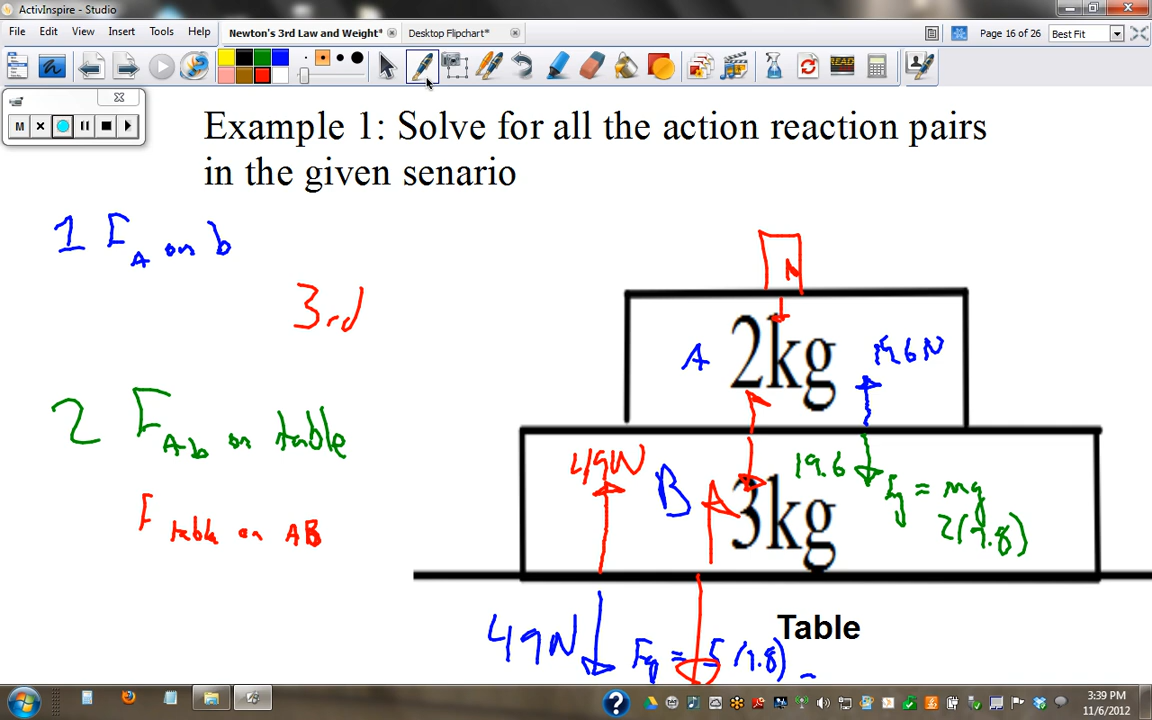 ActivInspire - Studio
File Edit View Insert Tools Help Newton's 3rd Law and Weight* Desktop Flipchart* Page 16 of 26 Best Fit
READ
M
Example 1: Solve for all the action reaction pairs
in the given senario
1 F A on b
3rd
A 2kg 19.6N
2 F Ab on table
49N B 3kg 19.6 Fg = mg
2(9.8)
F table on AB
Table
49N Fg = 5(9.8)
3:39 PM
11/6/2012